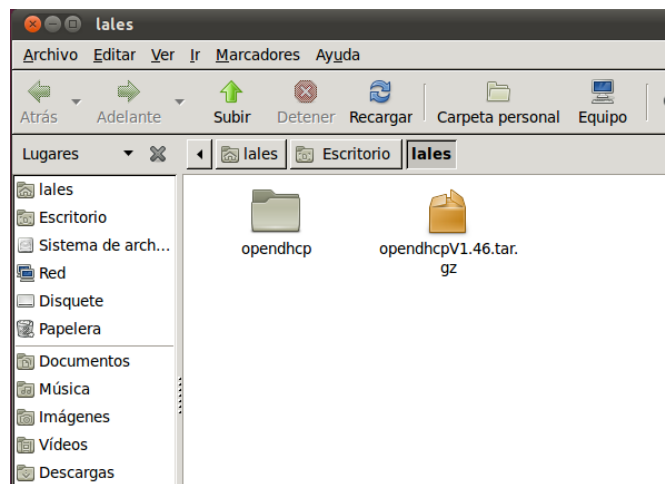 lales
Archivo Editar Ver Ir Marcadores Ayuda
Atrás Adelante Subir Detener Recargar Carpeta personal Equipo
Lugares lales Escritorio lales
lales
Escritorio
Sistema de arch...
Red
Disquete
Papelera
Documentos
Música
Imágenes
Vídeos
Descargas
opendhcp
opendhcpV1.46.tar.
gz